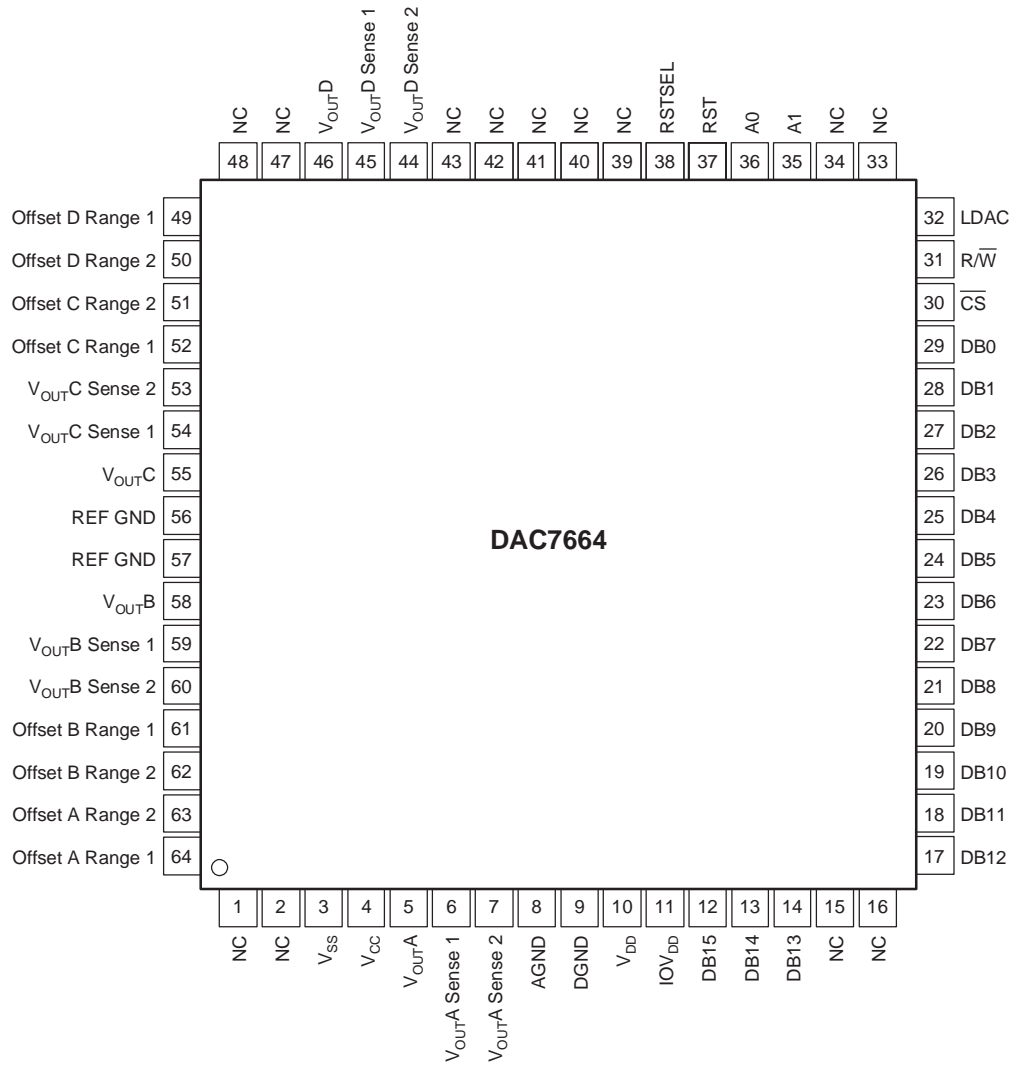 NC
NC
VOUTD
VOUTD Sense 1
VOUTD Sense 2
NC
NC
NC
NC
NC
RSTSEL
RST
A0
A1
NC
NC
48 47 46 45 44 43 42 41 40 39 38 37 36 35 34 33
Offset D Range 1 49
Offset D Range 2 50
Offset C Range 2 51
Offset C Range 1 52
VOUTC Sense 2 53
VOUTC Sense 1 54
VOUTC 55
REF GND 56
REF GND 57
VOUTB 58
VOUTB Sense 1 59
VOUTB Sense 2 60
Offset B Range 1 61
Offset B Range 2 62
Offset A Range 2 63
Offset A Range 1 64
DAC7664
32 LDAC
31 R/W̅
30 C̅S̅
29 DB0
28 DB1
27 DB2
26 DB3
25 DB4
24 DB5
23 DB6
22 DB7
21 DB8
20 DB9
19 DB10
18 DB11
17 DB12
1 2 3 4 5 6 7 8 9 10 11 12 13 14 15 16
NC
NC
VSS
VCC
VOUTA
VOUTA Sense 1
VOUTA Sense 2
AGND
DGND
VDD
IOVDD
DB15
DB14
DB13
NC
NC